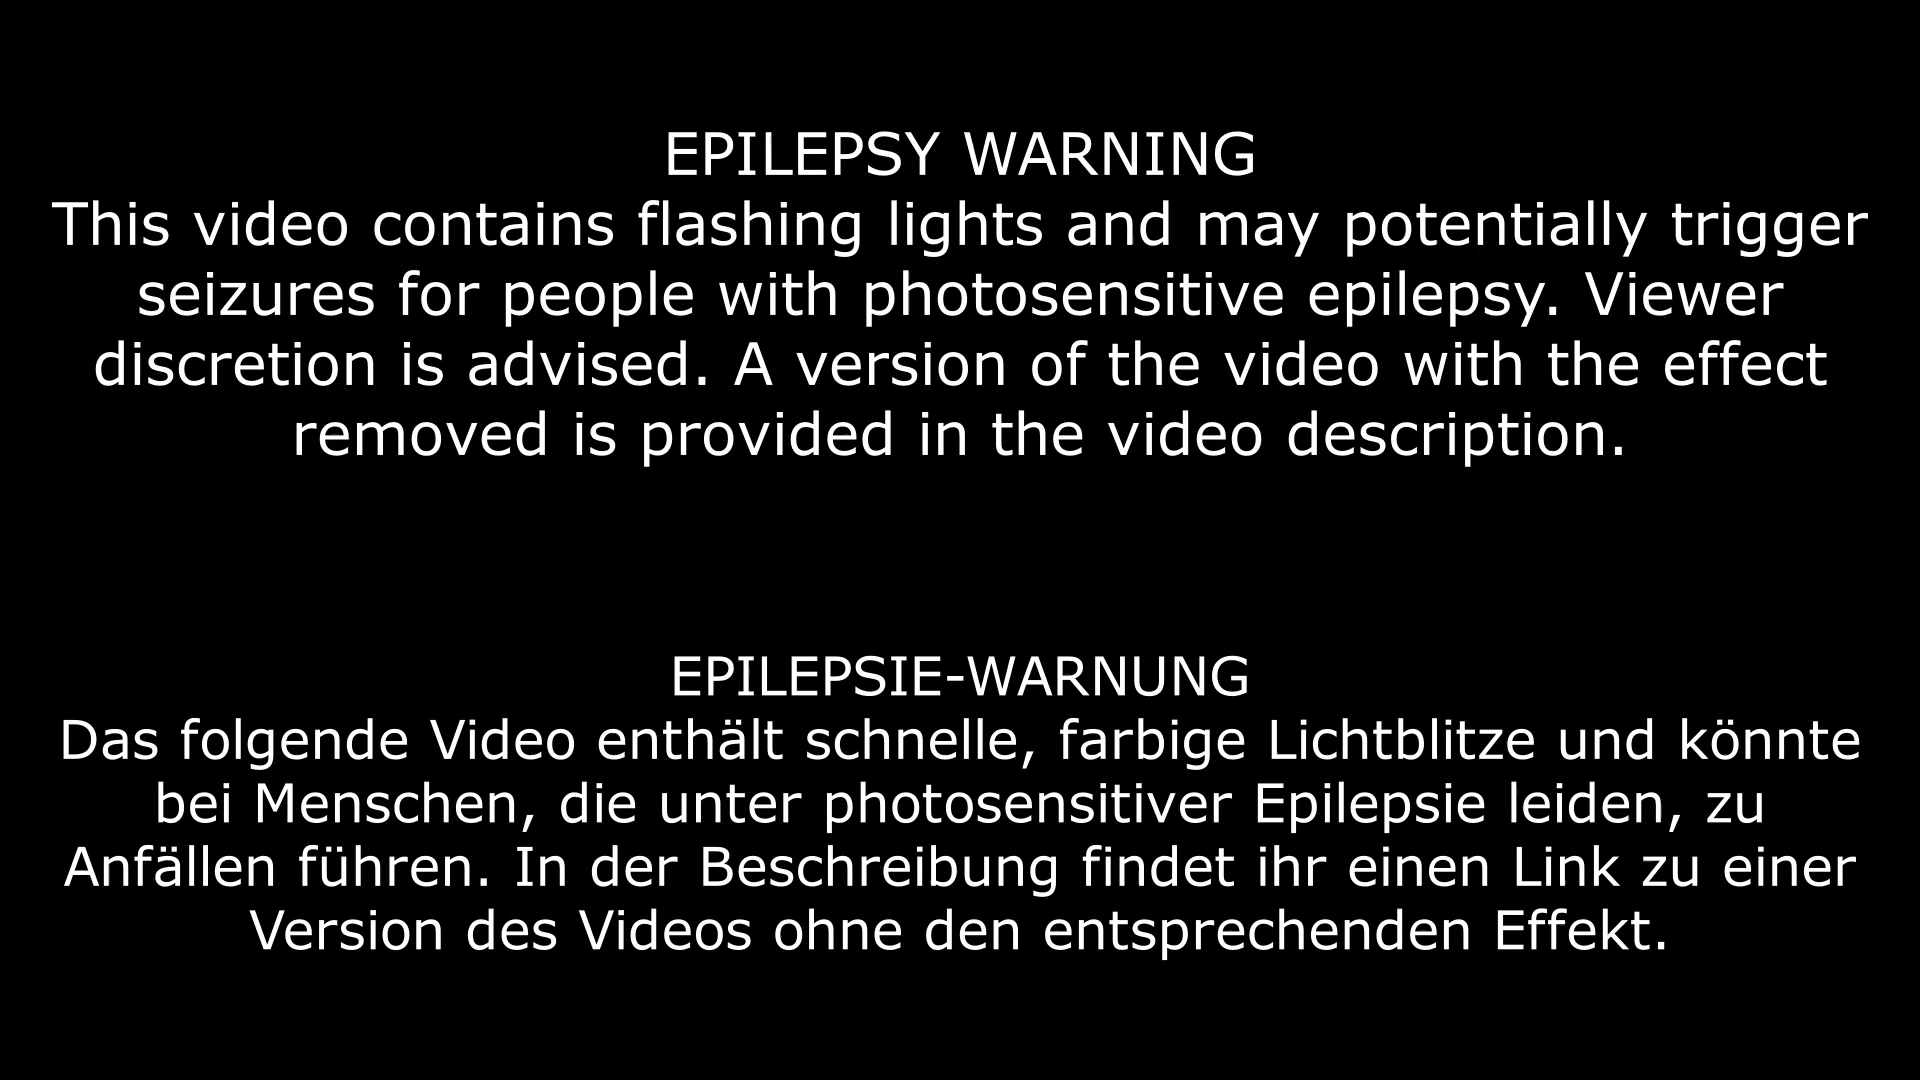 EPILEPSY WARNING
This video contains flashing lights and may potentially trigger
seizures for people with photosensitive epilepsy. Viewer
discretion is advised. A version of the video with the effect
removed is provided in the video description.
EPILEPSIE-WARNUNG
Das folgende Video enthält schnelle, farbige Lichtblitze und könnte
bei Menschen, die unter photosensitiver Epilepsie leiden, zu
Anfällen führen. In der Beschreibung findet ihr einen Link zu einer
Version des Videos ohne den entsprechenden Effekt.